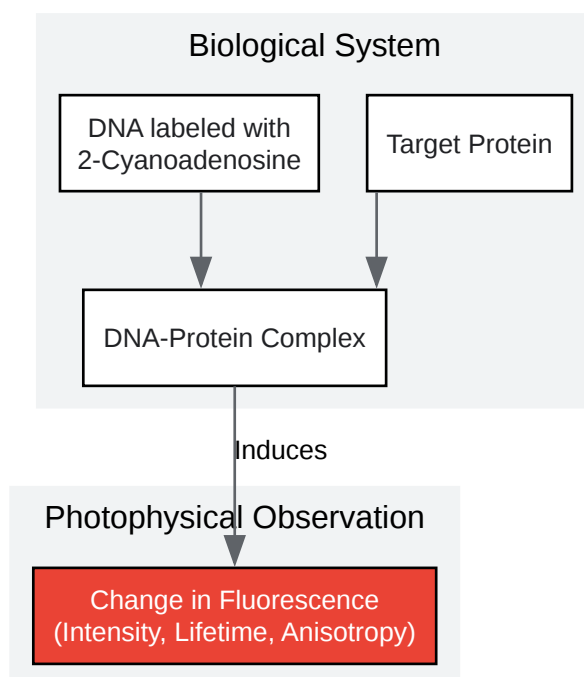 Biological System
DNA labeled with
2-Cyanoadenosine
Target Protein
DNA-Protein Complex
Induces
Photophysical Observation
Change in Fluorescence
(Intensity, Lifetime, Anisotropy)